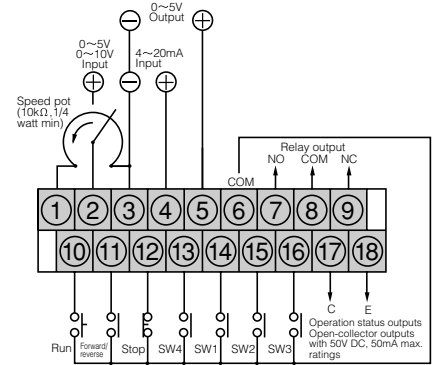 0～5V
Output
0～5V
0～10V
Input
4～20mA
Input
Speed pot
(10kΩ,1/4
watt min)
Relay output
NO COM NC
COM
1 2 3 4 5 6 7 8 9
10 11 12 13 14 15 16 17 18
C E
Operation status outputs
Open-collector outputs
with 50V DC, 50mA max.
ratings
Run Forward/
reverse Stop SW4 SW1 SW2 SW3